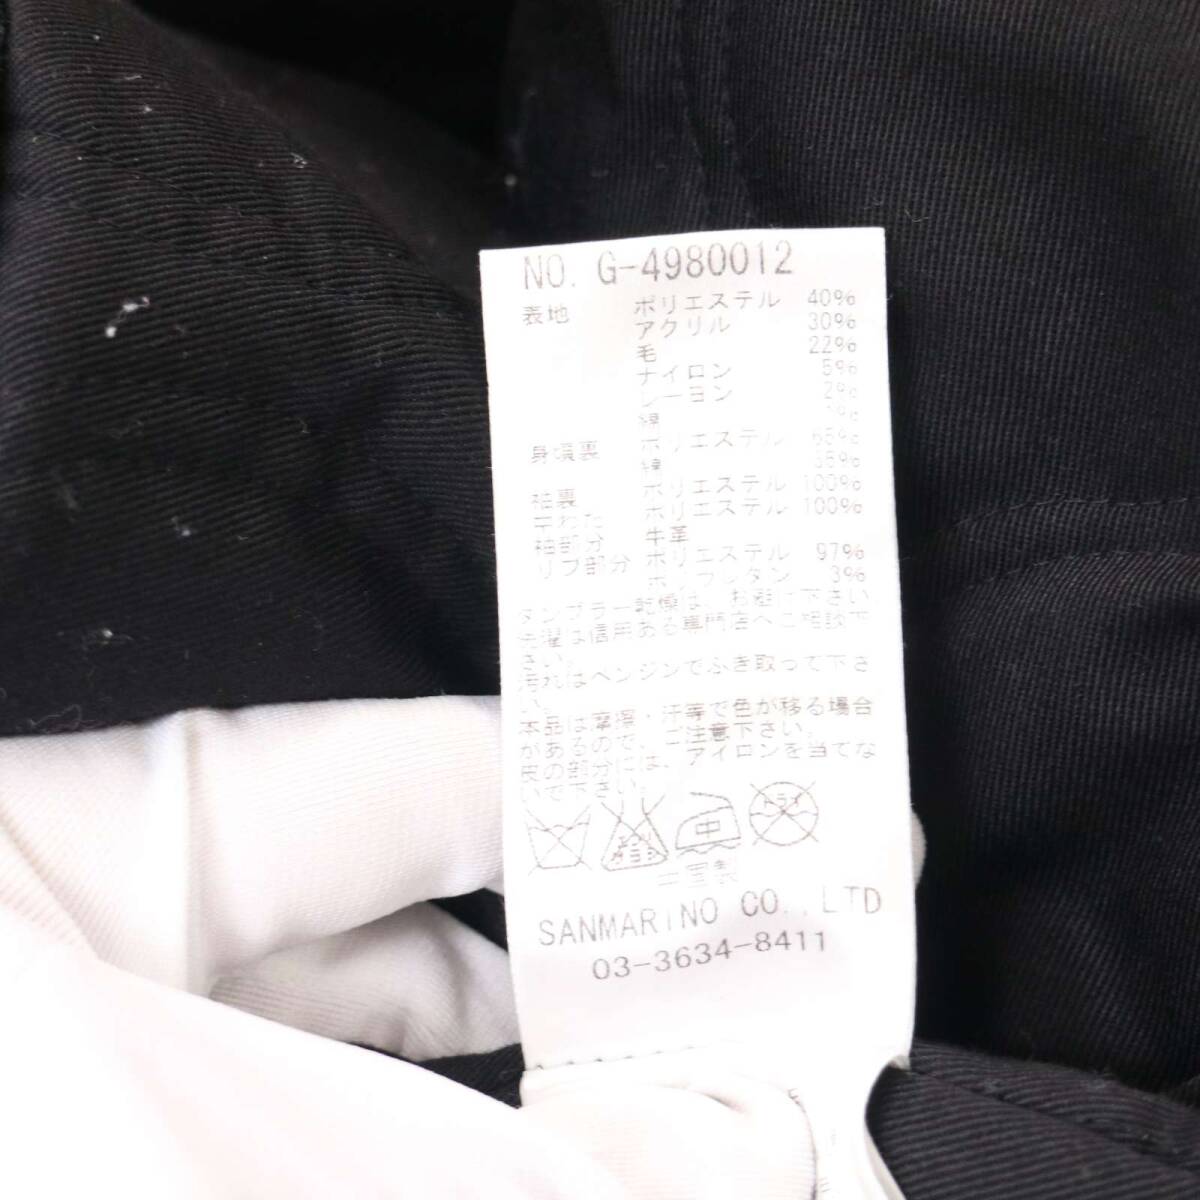 NO. G-4980012
表地 ポリエステル 40%
アクリル 30%
毛 22%
ナイロン 5%
レーヨン 2%
綿
身頃裏 ポリエステル 65%
綿 35%
袖裏 ポリエステル 100%
中わた ポリエステル 100%
袖部分 牛革
リブ部分 ポリエステル 97%
ポリウレタン 3%
タンブラー乾燥は、お避け下さい
洗濯は信用ある専門店へご相談下
さい。
汚れはベンジンでふき取って下さ
い。
本品は摩擦・汗等で色が移る場合
があるので、ご注意下さい。
皮の部分には、アイロンを当てな
いで下さい。
中 ドライ
中国製
SANMARINO CO.,LTD
03-3634-8411